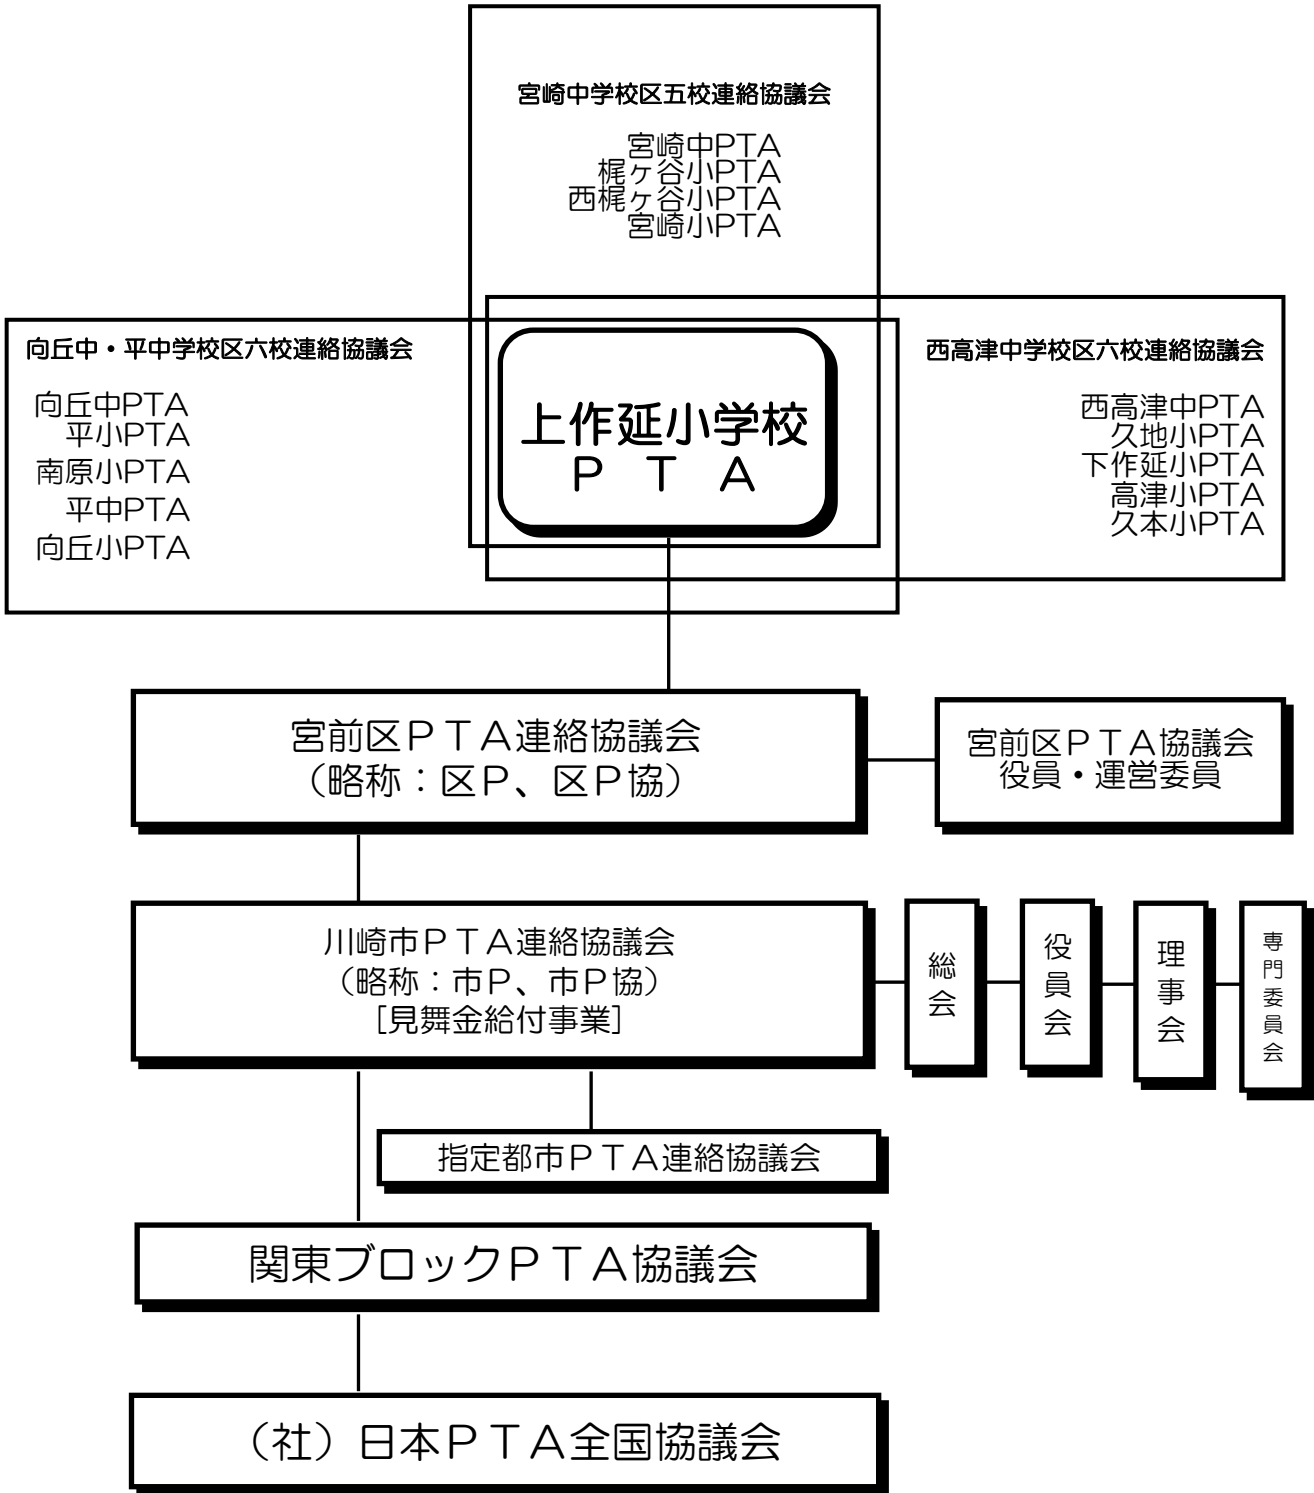 宮崎中学校区五校連絡協議会
宮崎中PTA
梶ヶ谷小PTA
西梶ヶ谷小PTA
宮崎小PTA
向丘中・平中学校区六校連絡協議会
向丘中PTA
平小PTA
南原小PTA
平中PTA
向丘小PTA
上作延小学校
ＰＴＡ
西高津中学校区六校連絡協議会
西高津中PTA
久地小PTA
下作延小PTA
高津小PTA
久本小PTA
宮前区ＰＴＡ連絡協議会
（略称：区Ｐ、区Ｐ協）
宮前区ＰＴＡ協議会
役員・運営委員
川崎市ＰＴＡ連絡協議会
（略称：市Ｐ、市Ｐ協）
［見舞金給付事業］
総会
役員会
理事会
専門委員会
指定都市ＰＴＡ連絡協議会
関東ブロックＰＴＡ協議会
（社）日本ＰＴＡ全国協議会